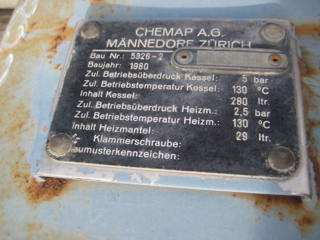 CHEMAP A.G.
MÄNNEDORF ZÜRICH
Bau Nr.: 5326-2
Baujahr: 1980
Zul. Betriebsüberdruck Kessel: 5 bar
Zul. Betriebstemperatur Kessel: 130 °C
Inhalt Kessel: 280 ltr.
Zul. Betriebsüberdruck Heizm.: 2,5 bar
Zul. Betriebstemperatur Heizm.: 130 °C
Inhalt Heizmantel: 29 ltr.
Klammerschraube:
Baumusterkennzeichen: